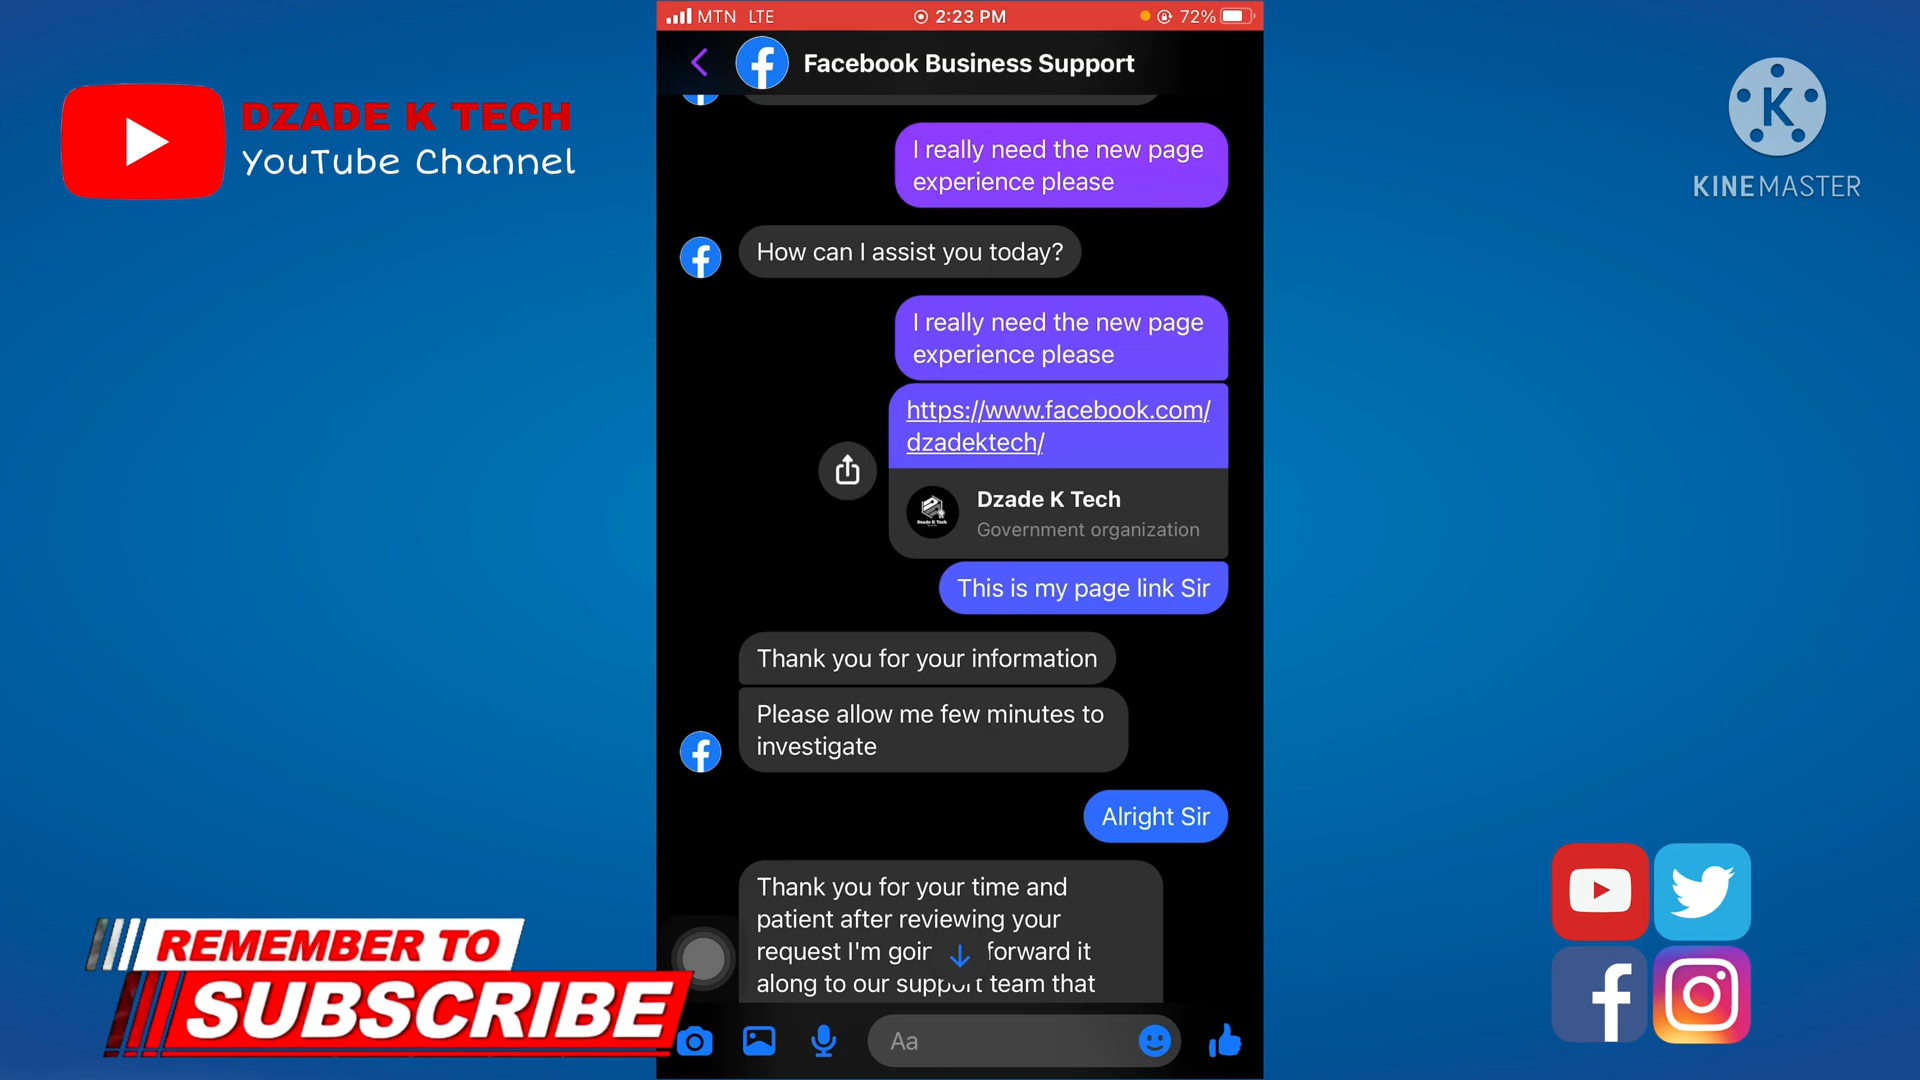 MTN LTE
2:23 PM
72%
Facebook Business Support
DZADE K TECH
YouTube Channel
K
KINEMASTER
I really need the new page
experience please
How can I assist you today?
I really need the new page
experience please
https://www.facebook.com/
dzadektech/
Dzade K Tech
Government organization
This is my page link Sir
Thank you for your information
Please allow me few minutes to
investigate
Alright Sir
Thank you for your time and
patient after reviewing your
request I'm goin forward it
along to our support team that
Aa
REMEMBER TO
SUBSCRIBE